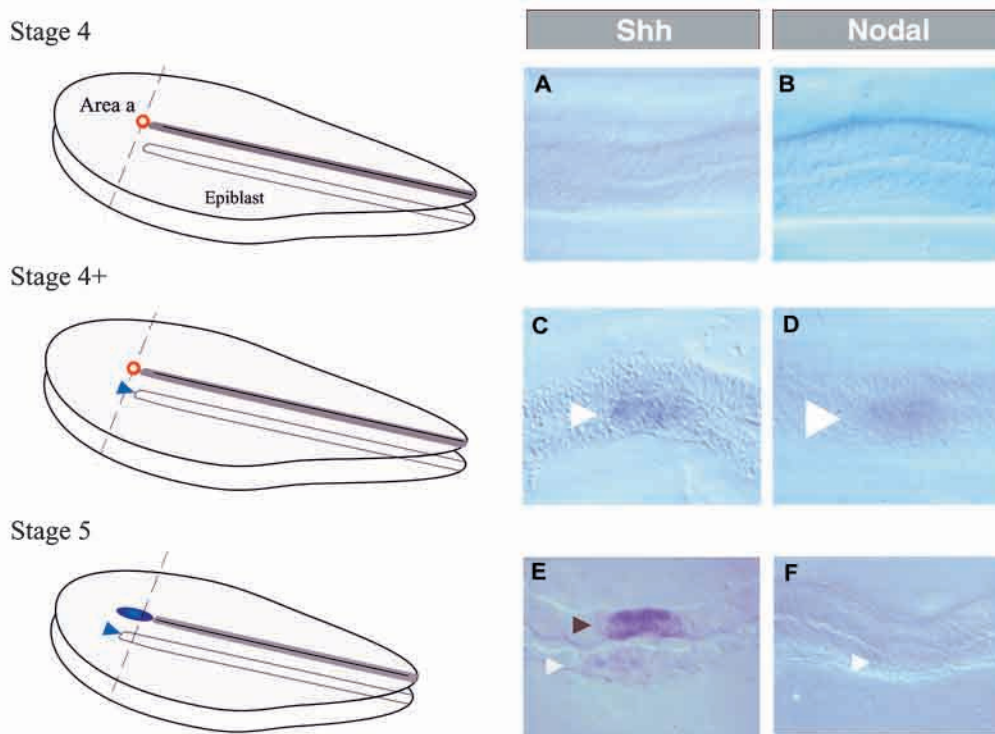 Stage 4
Shh
Nodal
Area a
Epiblast
A
B
Stage 4+
C
D
Stage 5
E
F